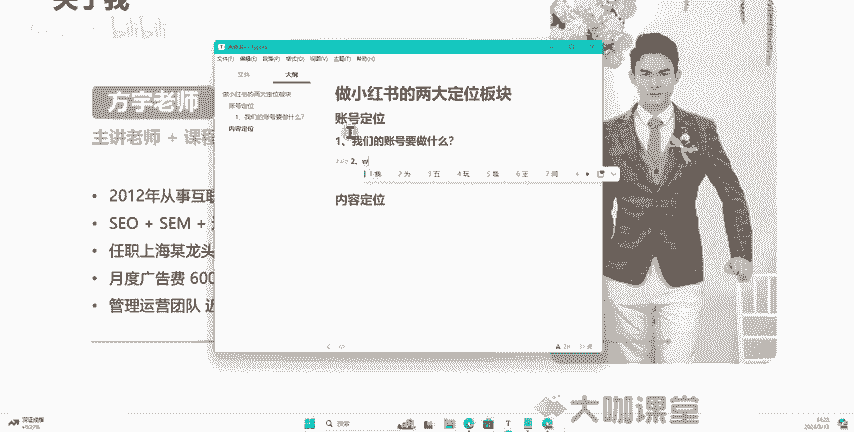 关于我
bilibili
方宇老师
主讲老师 + 课程
2012年从事互联
SEO + SEM +
任职上海某龙头
月度广告费 600
管理运营团队 近
文件(F) 编辑(E) 段落(P) 格式(O) 视图(V) 主题(T) 帮助(H)
文件 大纲
做小红书的两大定位板块
账号定位
1、我们的账号要做什么?
内容定位
做小红书的两大定位板块
账号定位
1、我们的账号要做什么?
2、w
1 我 2 为 3 五 4 玩 5 是 6 王 7 问
内容定位
大咖课堂
搜索